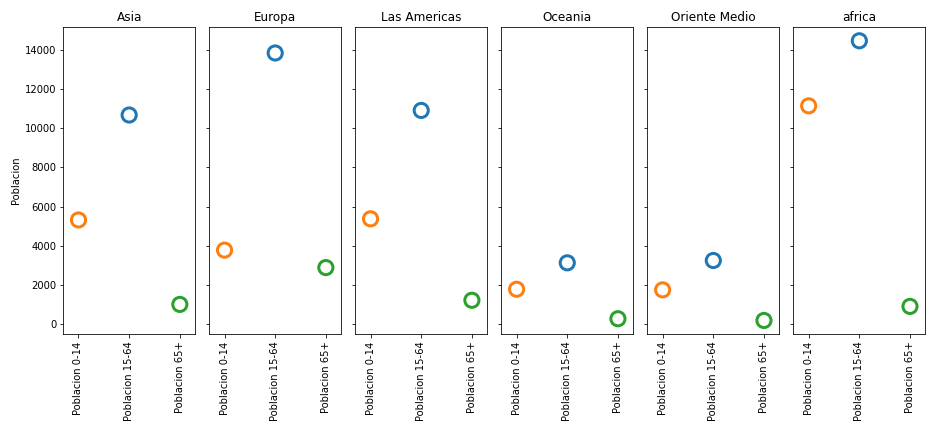 Asia
Europa
Las Americas
Oceania
Oriente Medio
africa
Poblacion
14000
12000
10000
8000
6000
4000
2000
0
Poblacion 0-14
Poblacion 15-64
Poblacion 65+
Poblacion 0-14
Poblacion 15-64
Poblacion 65+
Poblacion 0-14
Poblacion 15-64
Poblacion 65+
Poblacion 0-14
Poblacion 15-64
Poblacion 65+
Poblacion 0-14
Poblacion 15-64
Poblacion 65+
Poblacion 0-14
Poblacion 15-64
Poblacion 65+